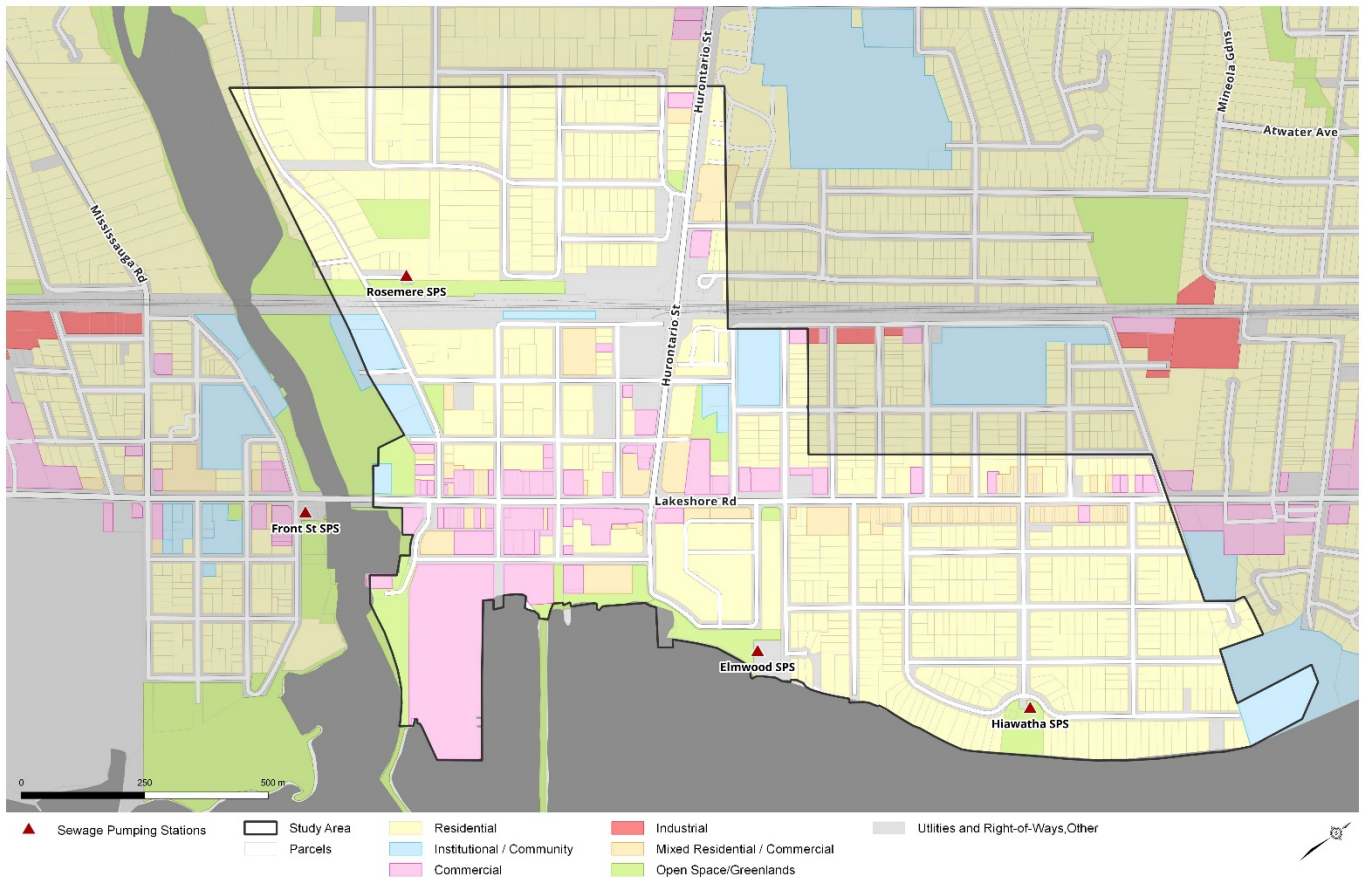 Hurontario St
Mineola Gdns
Atwater Ave
Mississauga Rd
Rosemere SPS
Hurontario St
Lakeshore Rd
Front St SPS
Elmwood SPS
Hiawatha SPS
0 250 500 m
Sewage Pumping Stations
Study Area
Parcels
Residential
Institutional / Community
Commercial
Industrial
Mixed Residential / Commercial
Open Space/Greenlands
Utlities and Right-of-Ways,Other